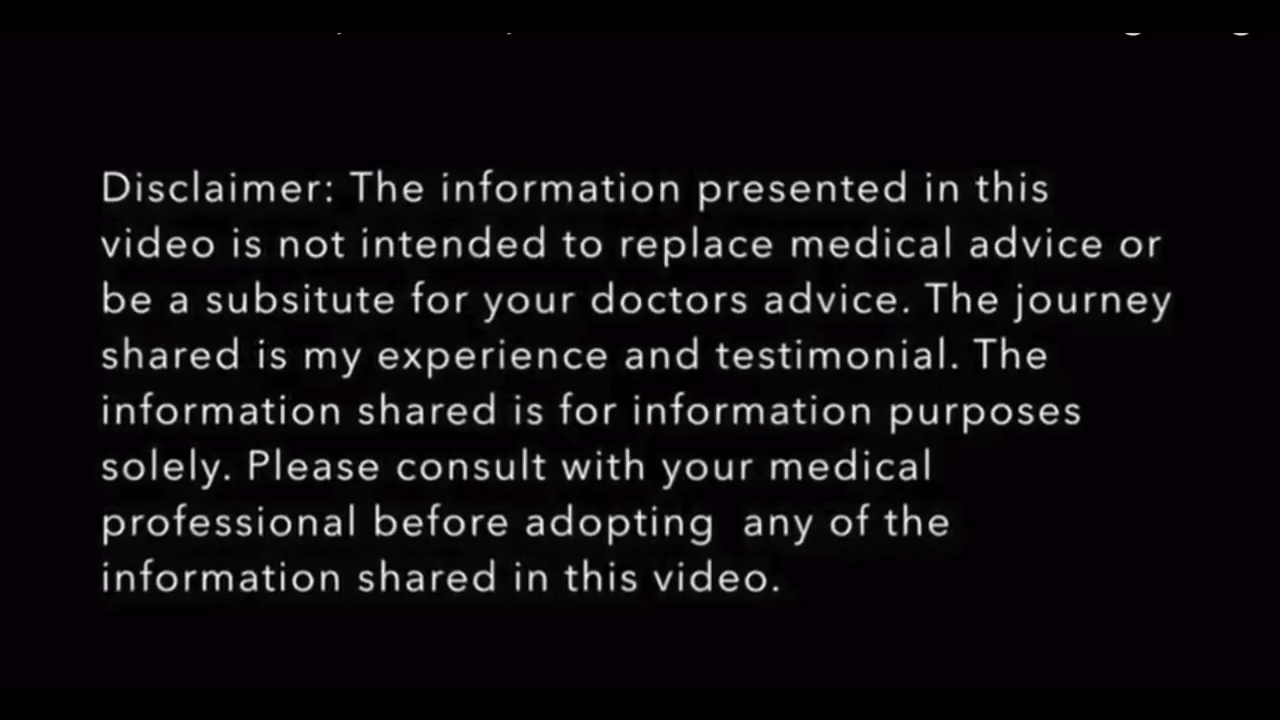 Disclaimer: The information presented in this
video is not intended to replace medical advice or
be a subsitute for your doctors advice. The journey
shared is my experience and testimonial. The
information shared is for information purposes
solely. Please consult with your medical
professional before adopting  any of the
information shared in this video.